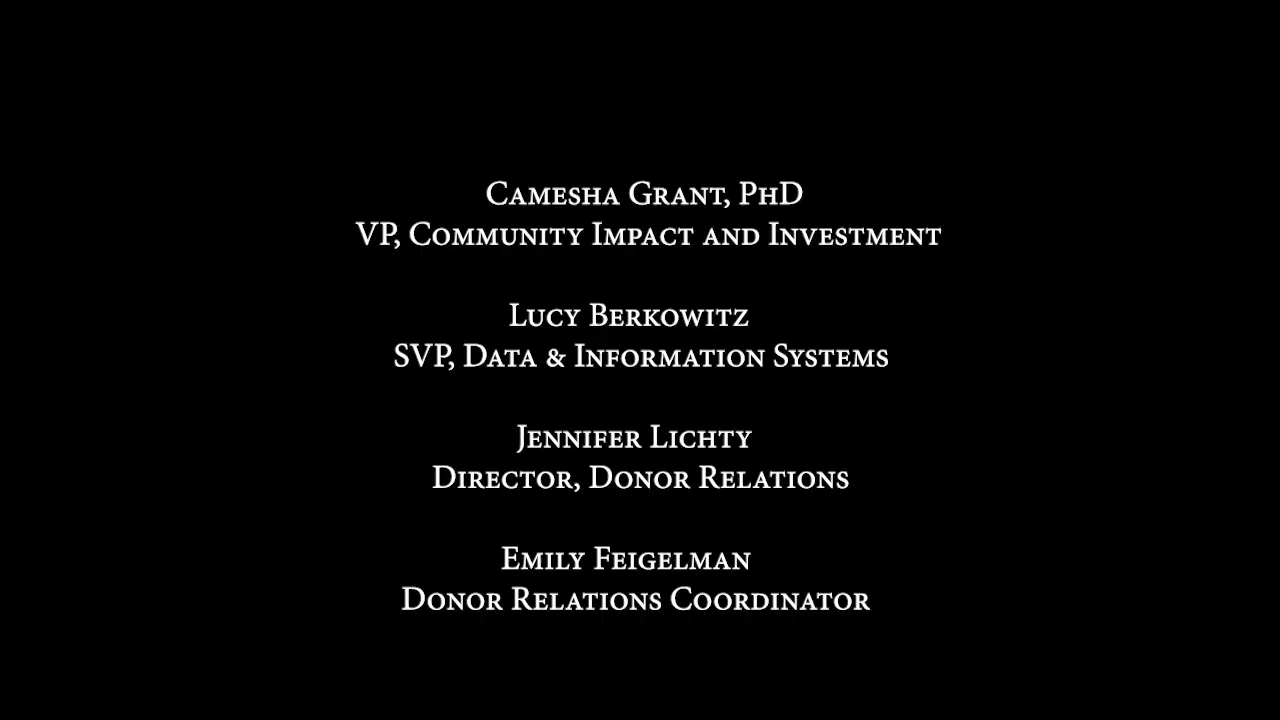 Camesha Grant, PhD
VP, Community Impact and Investment
Lucy Berkowitz
SVP, Data & Information Systems
Jennifer Lichty
Director, Donor Relations
Emily Feigelman
Donor Relations Coordinator